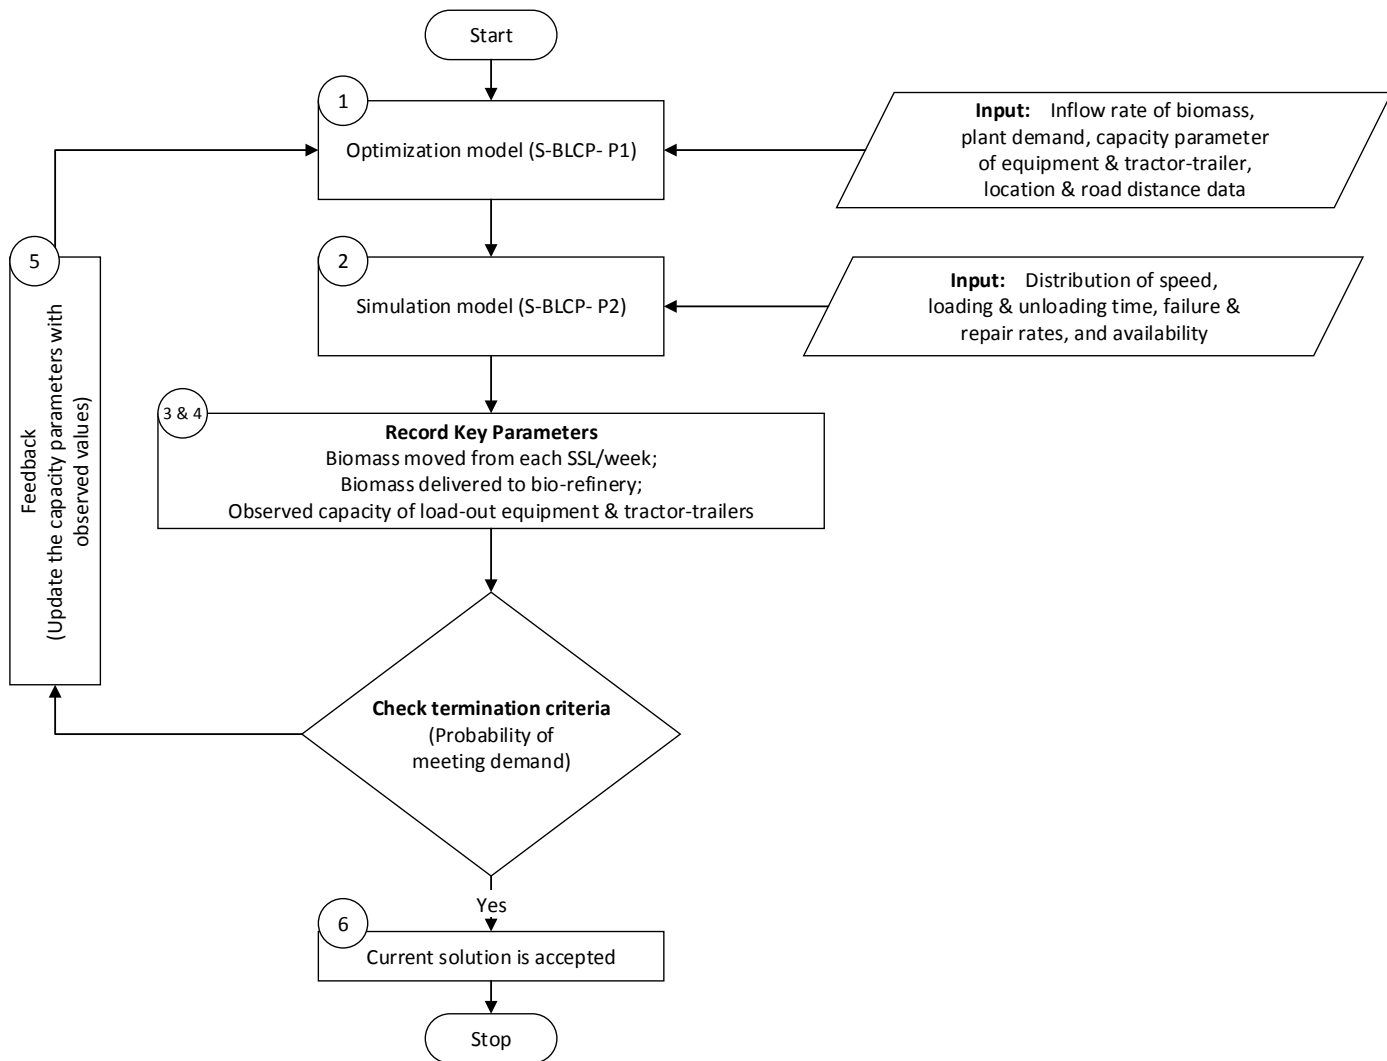 Start
1
Optimization model (S-BLCP- P1)
Input: Inflow rate of biomass,
plant demand, capacity parameter
of equipment & tractor-trailer,
location & road distance data
2
Simulation model (S-BLCP- P2)
Input: Distribution of speed,
loading & unloading time, failure &
repair rates, and availability
3 & 4
Record Key Parameters
Biomass moved from each SSL/week;
Biomass delivered to bio-refinery;
Observed capacity of load-out equipment & tractor-trailers
5
Feedback
(Update the capacity parameters with
observed values)
Check termination criteria
(Probability of
meeting demand)
Yes
6
Current solution is accepted
Stop